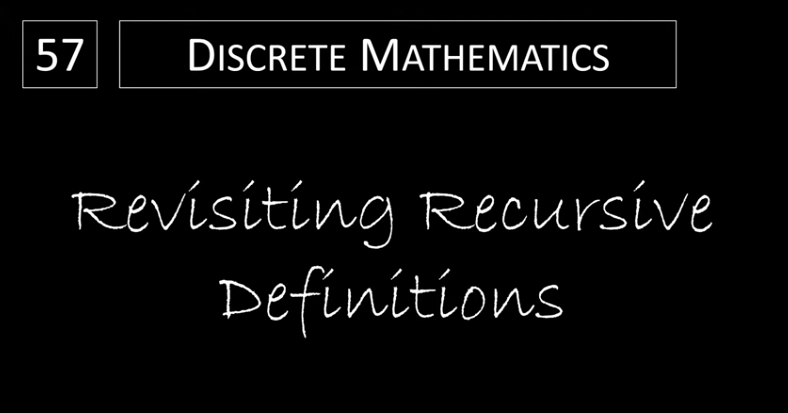 57 DISCRETE MATHEMATICS
Revisiting Recursive
Definitions